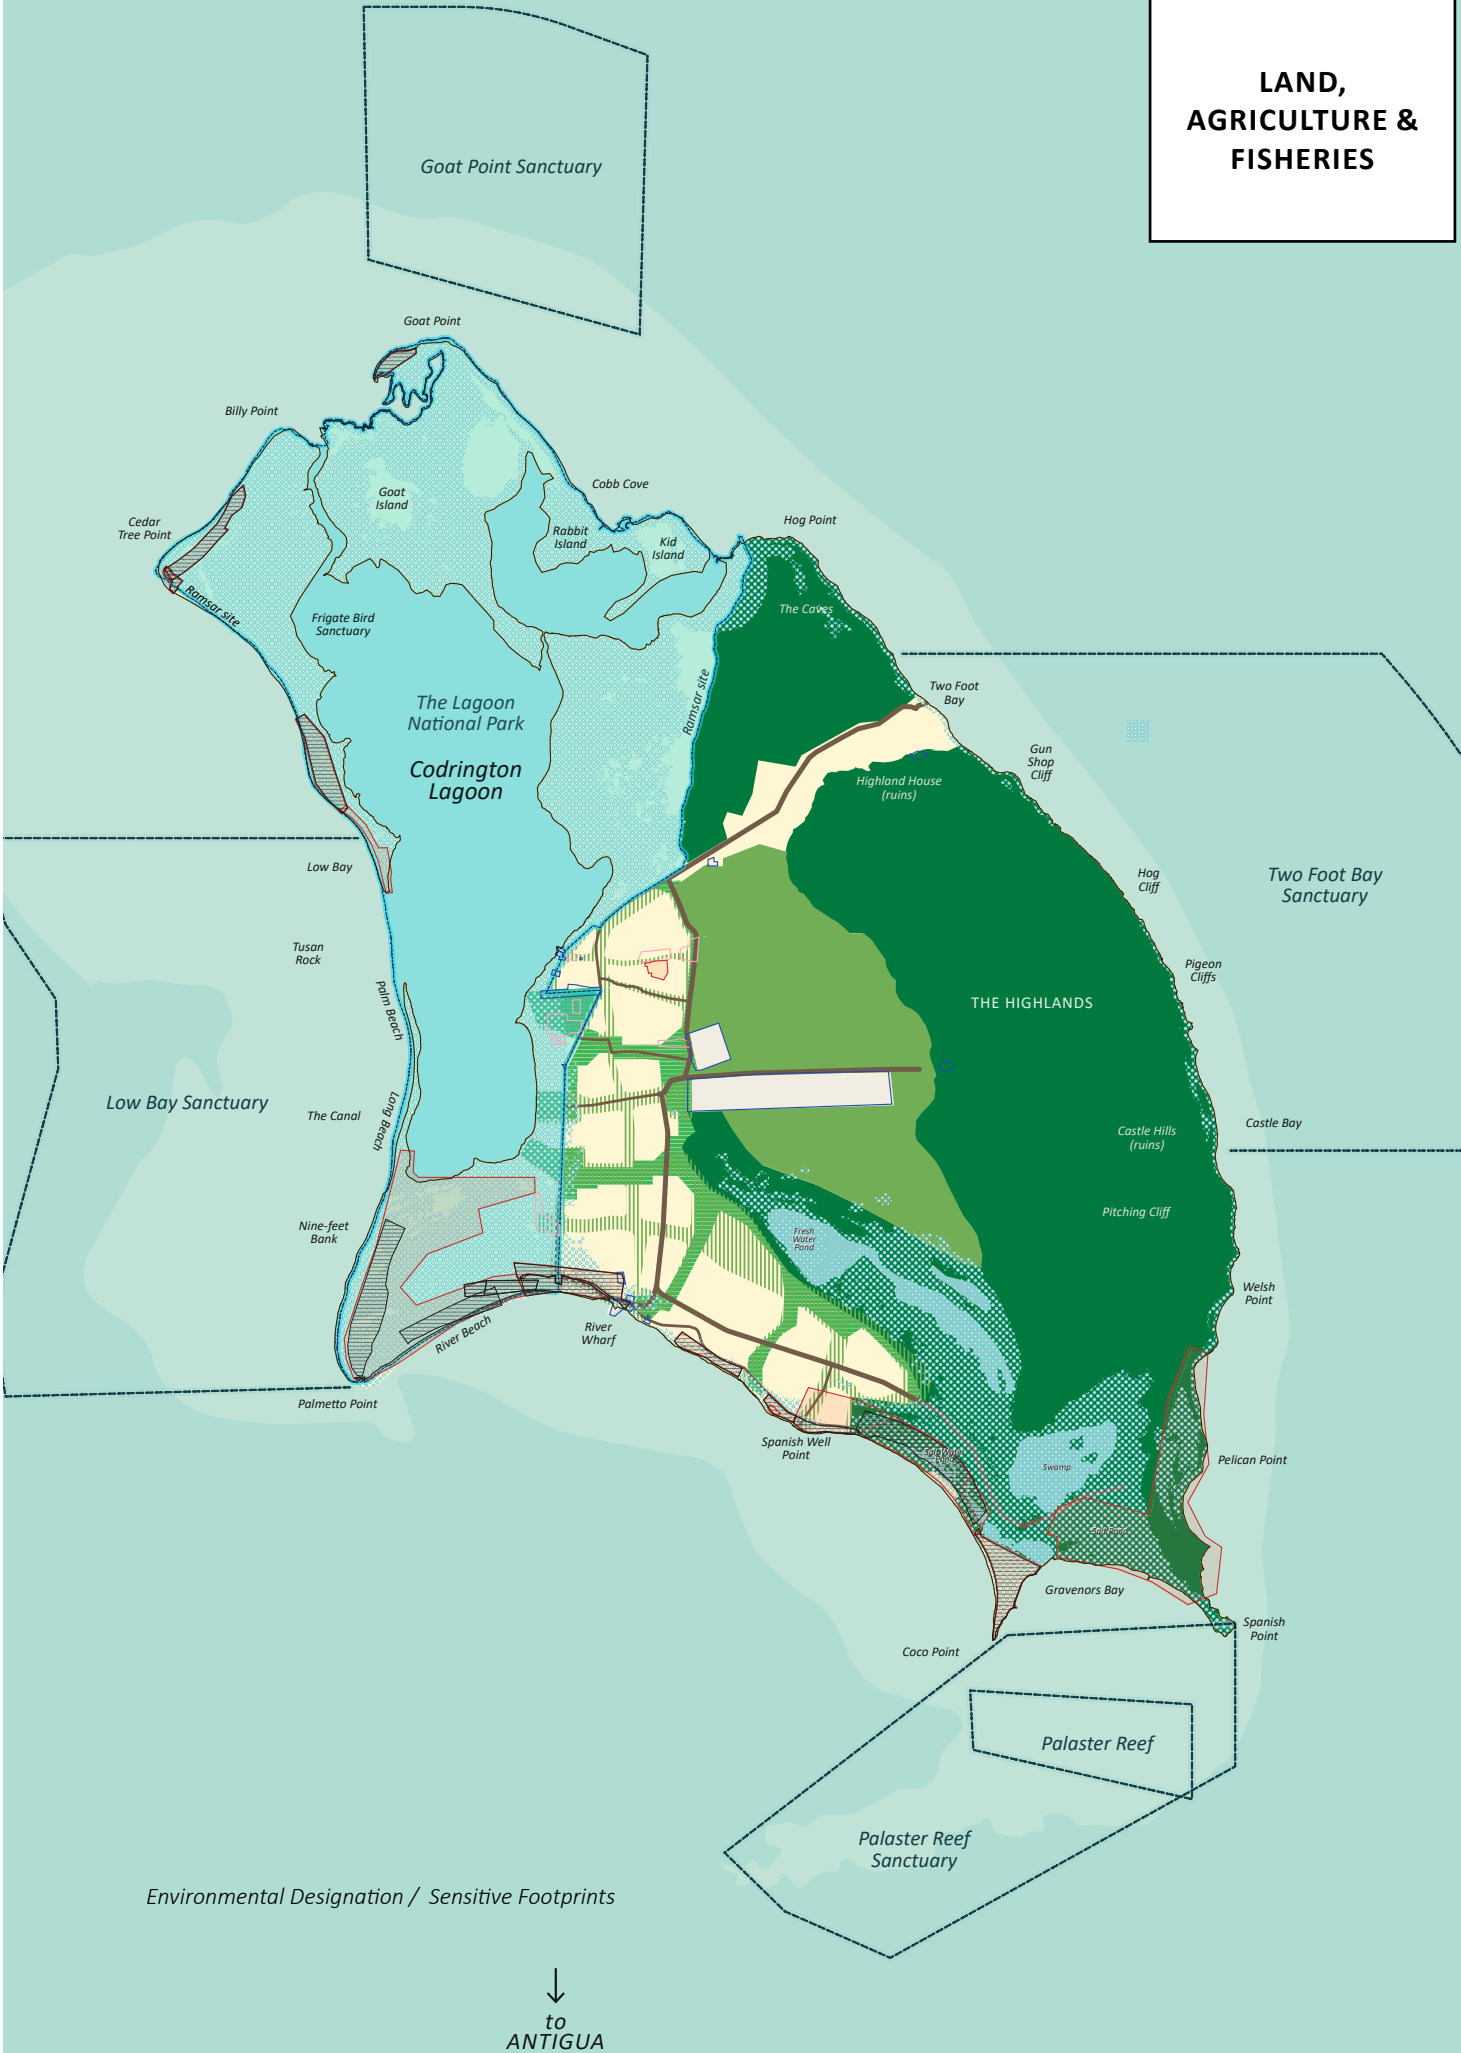 LAND,
AGRICULTURE &
FISHERIES
Goat Point Sanctuary
Goat Point
Billy Point
Cobb Cove
Goat
Island
Cedar
Tree Point
Rabbit
Island
Kid
Island
Hog Point
Ramsar site
Frigate Bird
Sanctuary
The Caves
The Lagoon
National Park
Codrington
Lagoon
Ramsar site
Two Foot
Bay
Gun
Shop
Cliff
Highland House
(ruins)
Low Bay
Hog
Cliff
Two Foot Bay
Sanctuary
Tusan
Rock
Pigeon
Cliffs
Palm Beach
THE HIGHLANDS
Low Bay Sanctuary
The Canal
Long Beach
Castle Hills
(ruins)
Castle Bay
Nine-feet
Bank
Pitching Cliff
Fresh
Water
Pond
Welsh
Point
River Beach
River
Wharf
Palmetto Point
Spanish Well
Point
Salt Water
Pond
Swamp
Pelican Point
Salt Pond
Gravenors Bay
Spanish
Point
Coco Point
Palaster Reef
Palaster Reef
Sanctuary
Environmental Designation / Sensitive Footprints
to
ANTIGUA